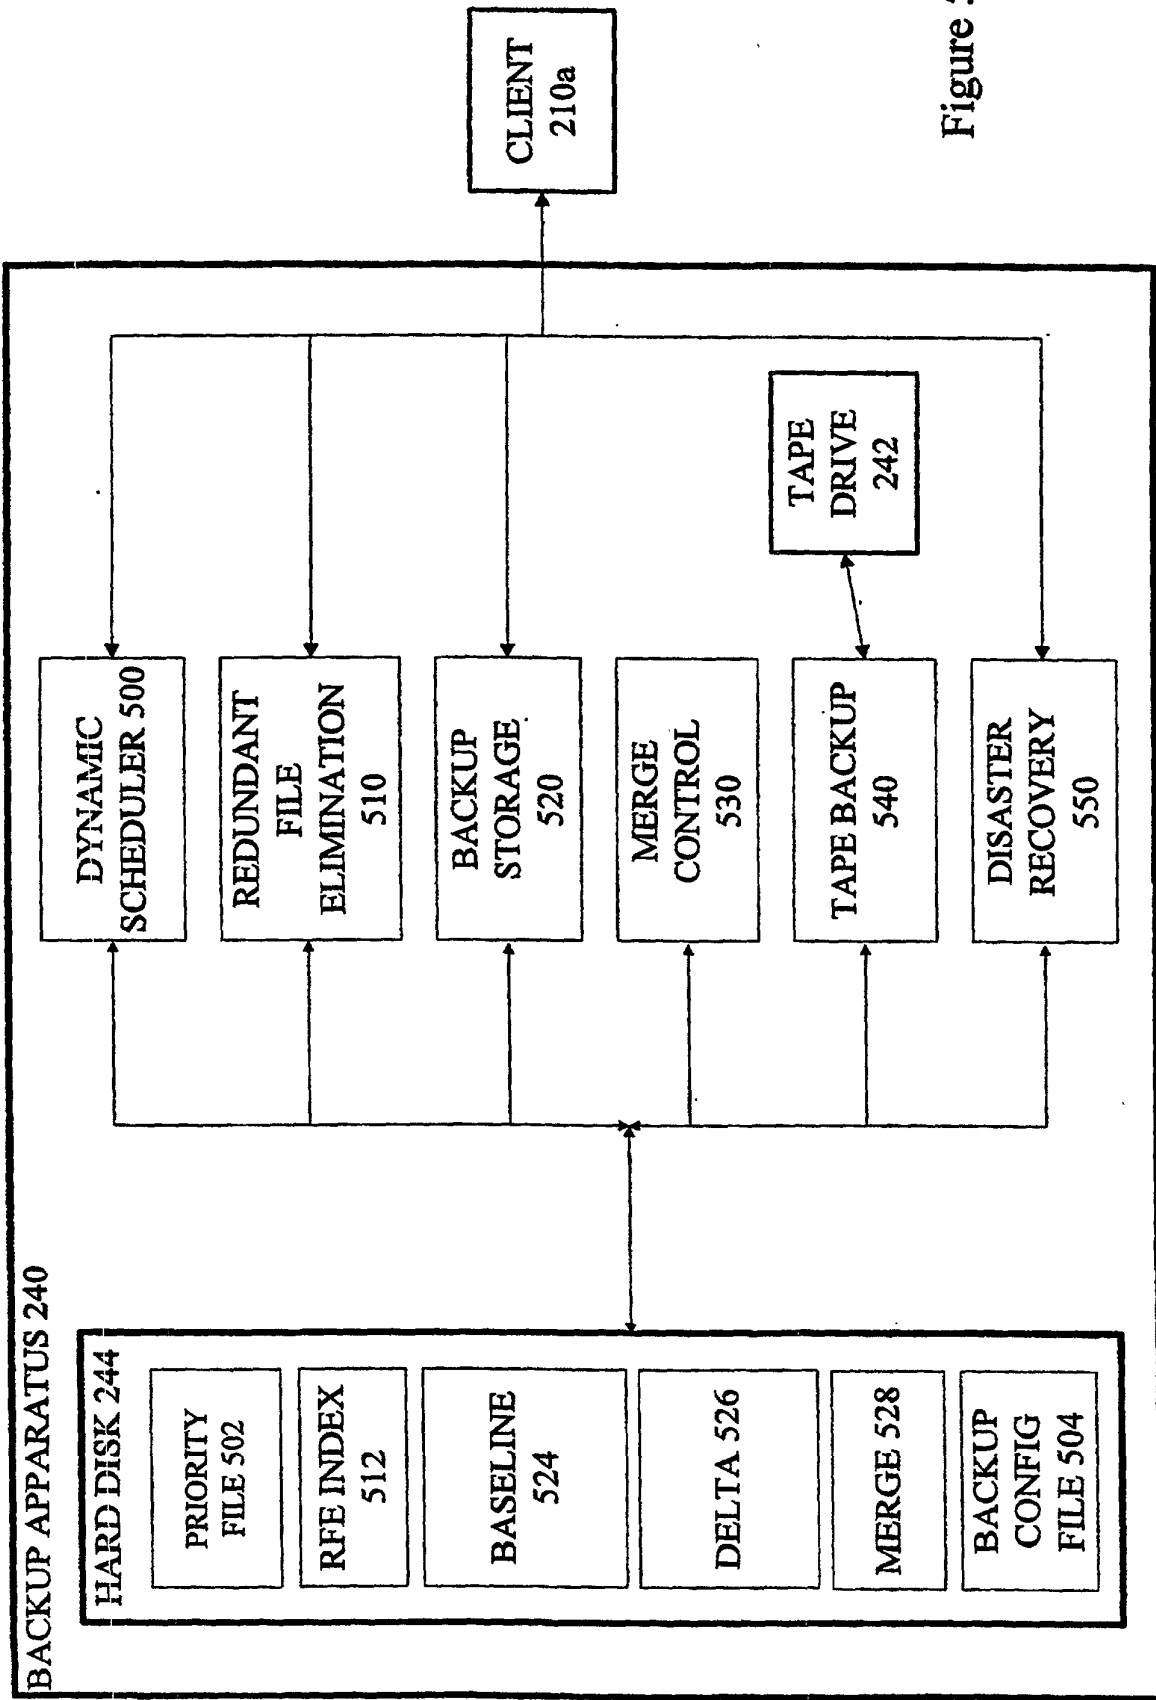 BACKUP APPARATUS 240
HARD DISK 244
PRIORITY
FILE 502
RFE INDEX
512
BASELINE
524
DELTA 526
MERGE 528
BACKUP
CONFIG
FILE 504
DYNAMIC
SCHEDULER 500
REDUNDANT
FILE
ELIMINATION
510
BACKUP
STORAGE
520
MERGE
CONTROL
530
TAPE BACKUP
540
DISASTER
RECOVERY
550
TAPE
DRIVE
242
CLIENT
210a
Figure